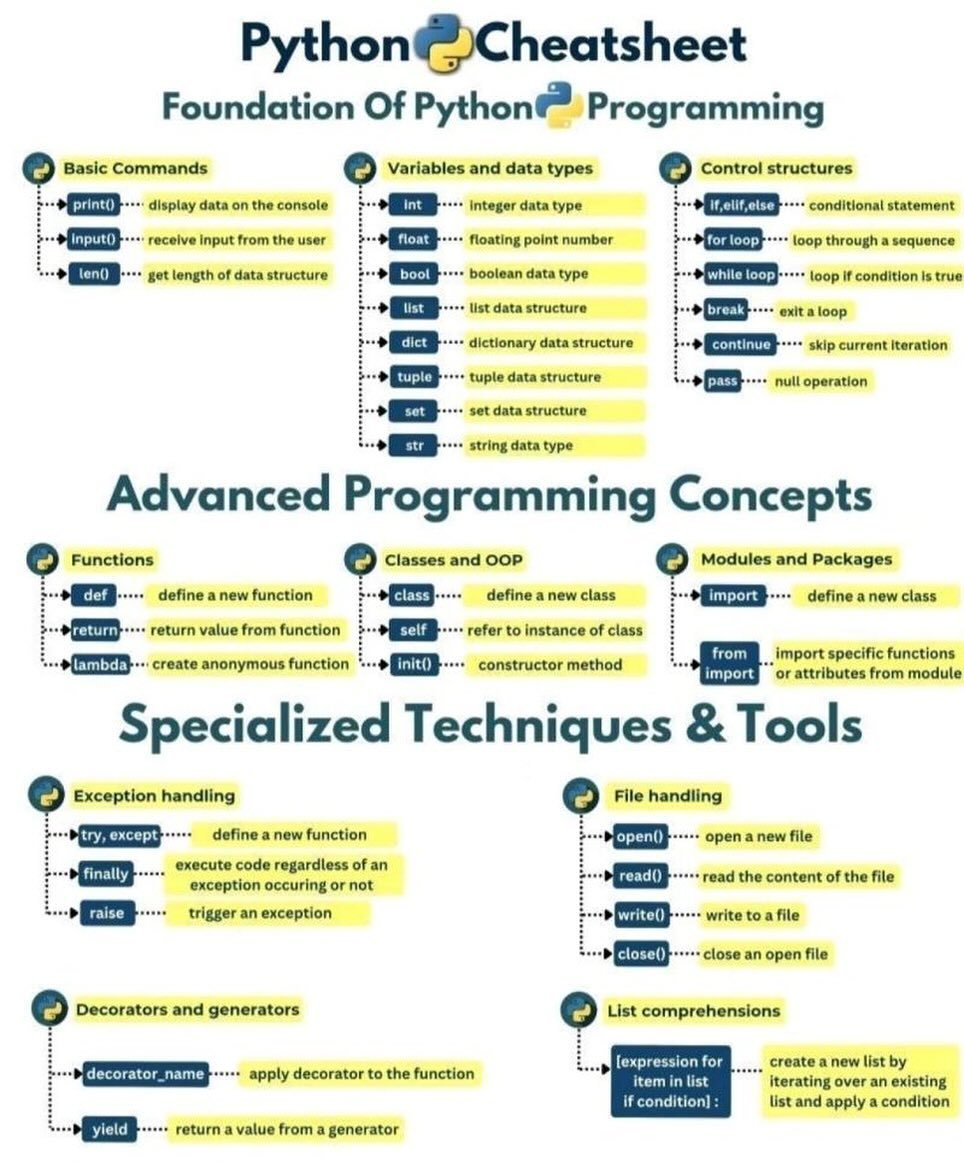 Python Cheatsheet
Foundation Of Python Programming
Basic Commands
print() display data on the console
input() receive input from the user
len() get length of data structure
Variables and data types
int integer data type
float floating point number
bool boolean data type
list list data structure
dict dictionary data structure
tuple tuple data structure
set set data structure
str string data type
Control structures
if,elif,else conditional statement
for loop loop through a sequence
while loop loop if condition is true
break exit a loop
continue skip current iteration
pass null operation
Advanced Programming Concepts
Functions
def define a new function
return return value from function
lambda create anonymous function
Classes and OOP
class define a new class
self refer to instance of class
init() constructor method
Modules and Packages
import define a new class
from
import
import specific functions
or attributes from module
Specialized Techniques & Tools
Exception handling
try, except define a new function
finally
execute code regardless of an
exception occuring or not
raise trigger an exception
File handling
open() open a new file
read() read the content of the file
write() write to a file
close() close an open file
Decorators and generators
decorator_name apply decorator to the function
yield return a value from a generator
List comprehensions
[expression for
item in list
if condition] :
create a new list by
iterating over an existing
list and apply a condition